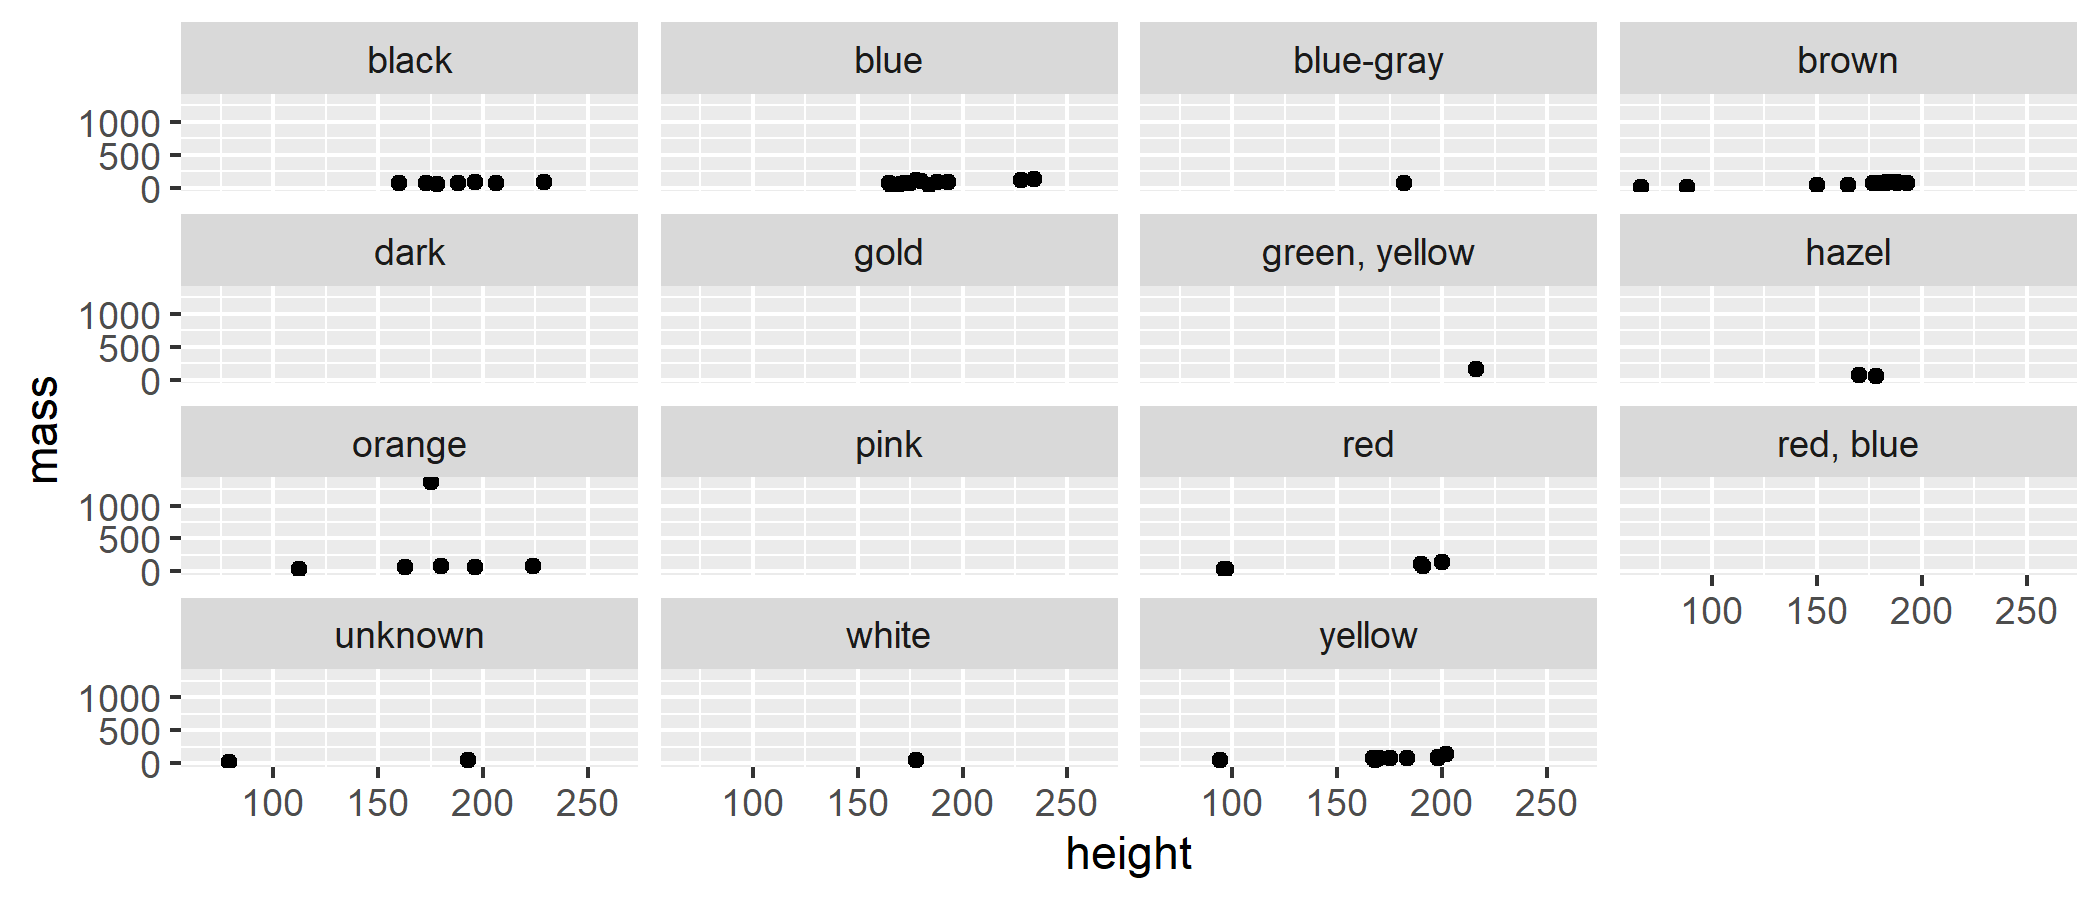 black blue blue-gray brown
1000
500
0
dark gold green, yellow hazel
1000
500
0
mass
orange pink red red, blue
1000
500
0
100 150 200 250
unknown white yellow
1000
500
0
100 150 200 250 100 150 200 250 100 150 200 250
height